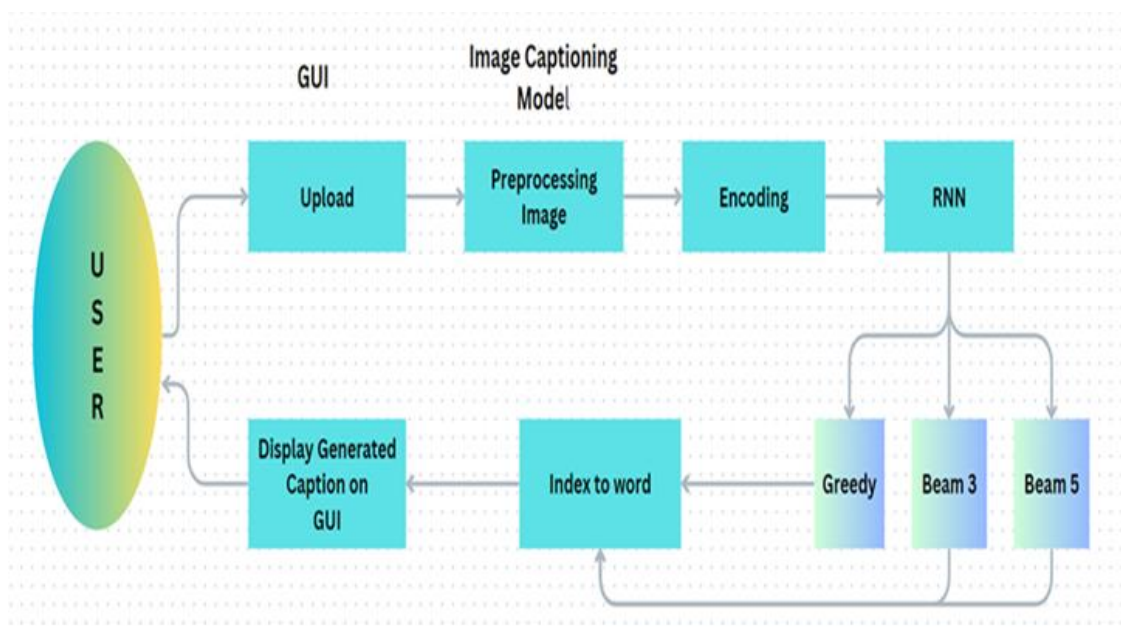 GUI
Image Captioning
Model
Upload
Preprocessing
Image
Encoding
RNN
U
S
E
R
Display Generated
Caption on
GUI
Index to word
Greedy
Beam 3
Beam 5